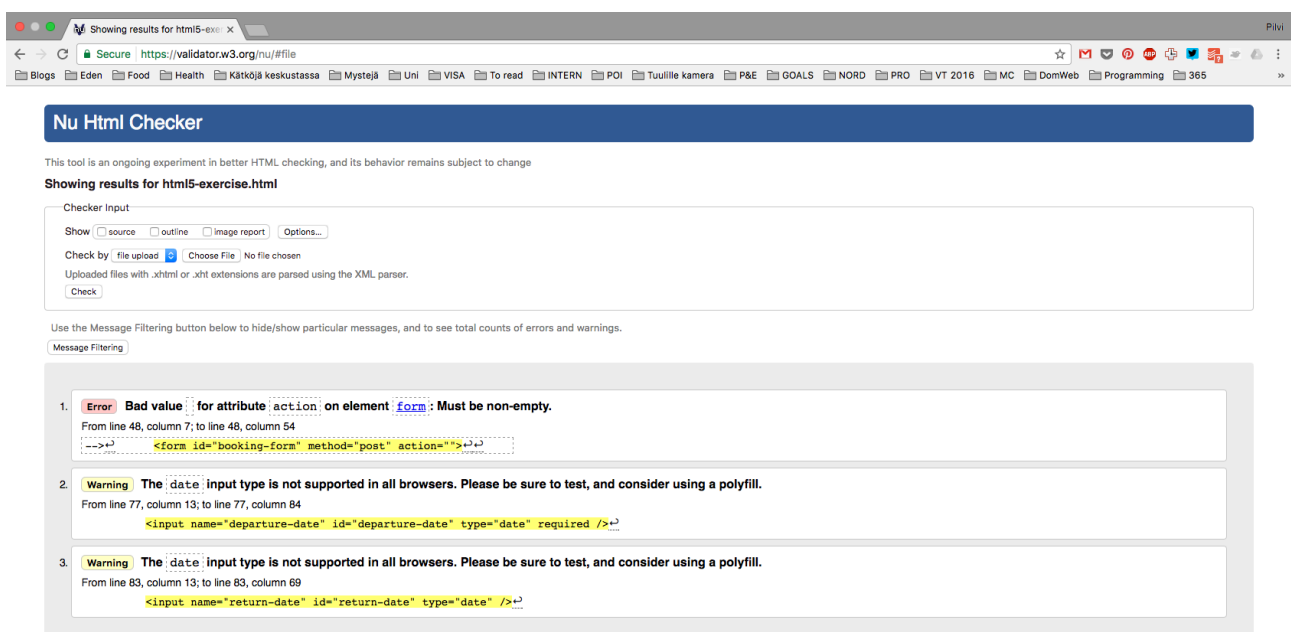 Showing results for html5-exer
Pilvi
Secure https://validator.w3.org/nu/#file
Blogs Eden Food Health Kätköjä keskustassa Mystejä Uni VISA To read INTERN POI Tuulille kamera P&E GOALS NORD PRO VT 2016 MC DomWeb Programming 365 »
Nu Html Checker
This tool is an ongoing experiment in better HTML checking, and its behavior remains subject to change
Showing results for html5-exercise.html
Checker Input
Show source outline image report Options...
Check by file upload Choose File No file chosen
Uploaded files with .xhtml or .xht extensions are parsed using the XML parser.
Check
Use the Message Filtering button below to hide/show particular messages, and to see total counts of errors and warnings.
Message Filtering
1. Error Bad value for attribute action on element form: Must be non-empty.
From line 48, column 7; to line 48, column 54
-->↩ <form id="booking-form" method="post" action="">↩↩
2. Warning The date input type is not supported in all browsers. Please be sure to test, and consider using a polyfill.
From line 77, column 13; to line 77, column 84
<input name="departure-date" id="departure-date" type="date" required />↩
3. Warning The date input type is not supported in all browsers. Please be sure to test, and consider using a polyfill.
From line 83, column 13; to line 83, column 69
<input name="return-date" id="return-date" type="date" />↩